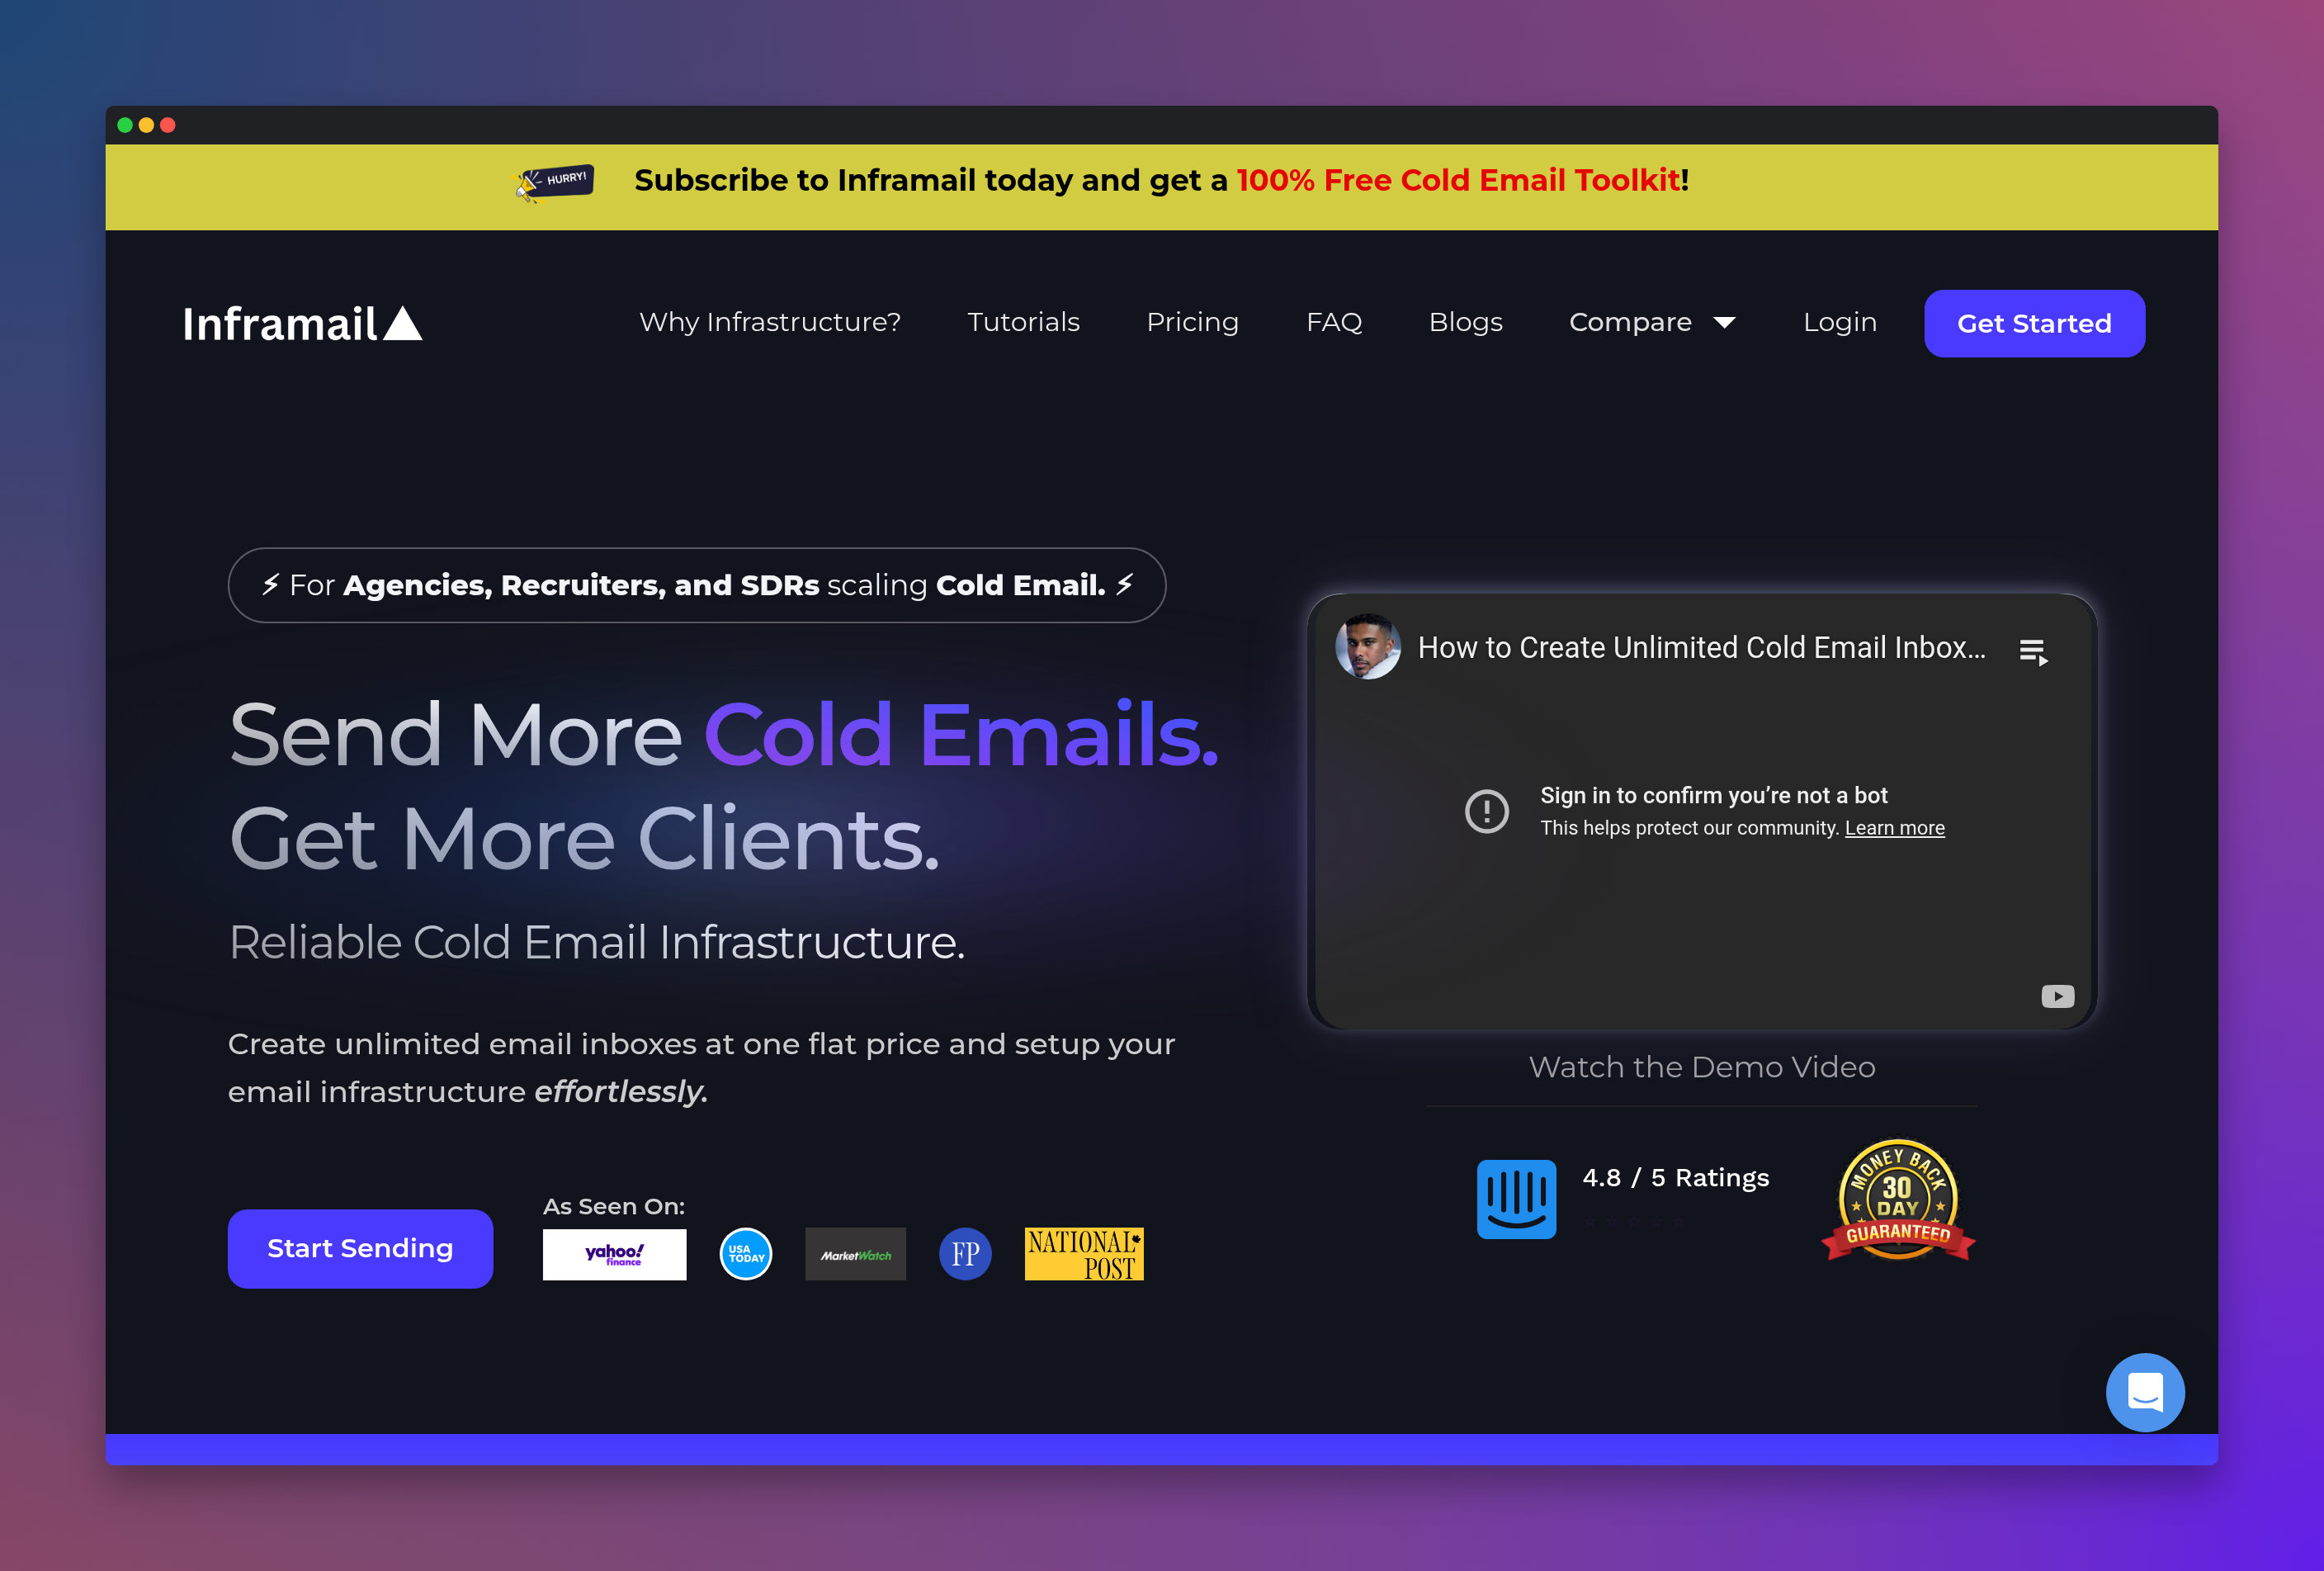 HURRY!
Subscribe to Inframail today and get a 100% Free Cold Email Toolkit!
Inframail
Why Infrastructure?
Tutorials
Pricing
FAQ
Blogs
Compare
Login
Get Started
⚡ For Agencies, Recruiters, and SDRs scaling Cold Email. ⚡
Send More Cold Emails.
Get More Clients.
Reliable Cold Email Infrastructure.
Create unlimited email inboxes at one flat price and setup your
email infrastructure effortlessly.
Start Sending
As Seen On:
yahoo!
finance
USA
TODAY
MarketWatch
FP
NATIONAL
POST
How to Create Unlimited Cold Email Inbox...
Sign in to confirm you’re not a bot
This helps protect our community. Learn more
Watch the Demo Video
4.8 / 5 Ratings
MONEY BACK
30
DAY
GUARANTEED